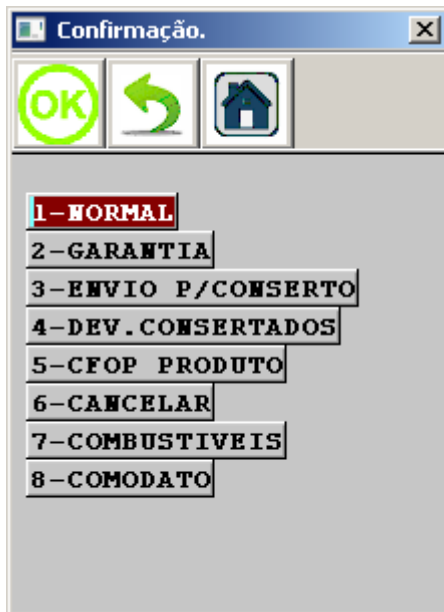 Confirmação.
OK
1-NORMAL
2-GARANTIA
3-ENVIO P/CONSERTO
4-DEV.CONSERTADOS
5-CFOP PRODUTO
6-CANCELAR
7-COMBUSTIVEIS
8-COMODATO